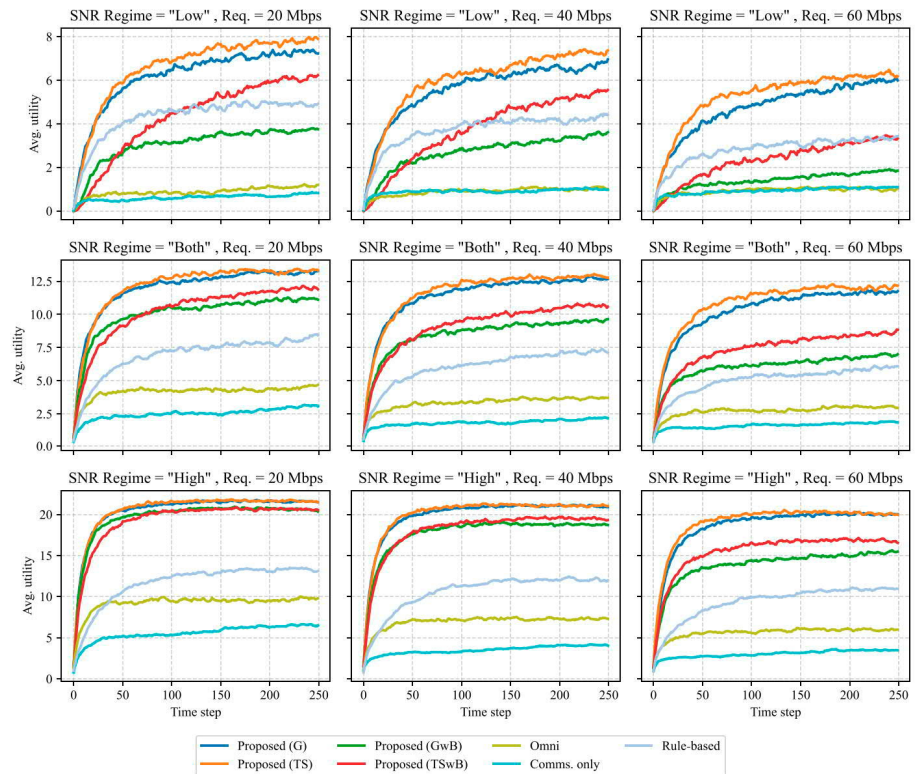 SNR Regime = "Low" , Req. = 20 Mbps
SNR Regime = "Low" , Req. = 40 Mbps
SNR Regime = "Low" , Req. = 60 Mbps
8
6
4
2
0
Avg. utility
SNR Regime = "Both" , Req. = 20 Mbps
SNR Regime = "Both" , Req. = 40 Mbps
SNR Regime = "Both" , Req. = 60 Mbps
12.5
10.0
7.5
5.0
2.5
0.0
Avg. utility
SNR Regime = "High" , Req. = 20 Mbps
SNR Regime = "High" , Req. = 40 Mbps
SNR Regime = "High" , Req. = 60 Mbps
20
15
10
5
0
Avg. utility
0 50 100 150 200 250
0 50 100 150 200 250
0 50 100 150 200 250
Time step
Time step
Time step
Proposed (G)
Proposed (TS)
Proposed (GwB)
Proposed (TSwB)
Omni
Comms. only
Rule-based